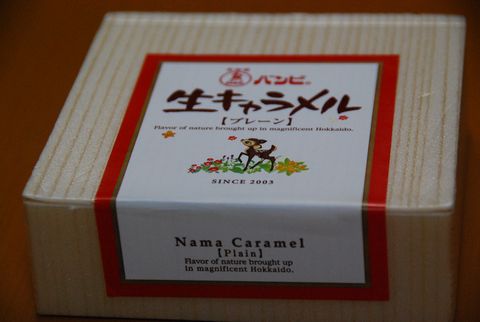 バンビ®
生キャラメル
【プレーン】
Flavor of nature brought up in magnificent Hokkaido.
SINCE 2003
Nama Caramel
【Plain】
Flavor of nature brought up
in magnificent Hokkaido.